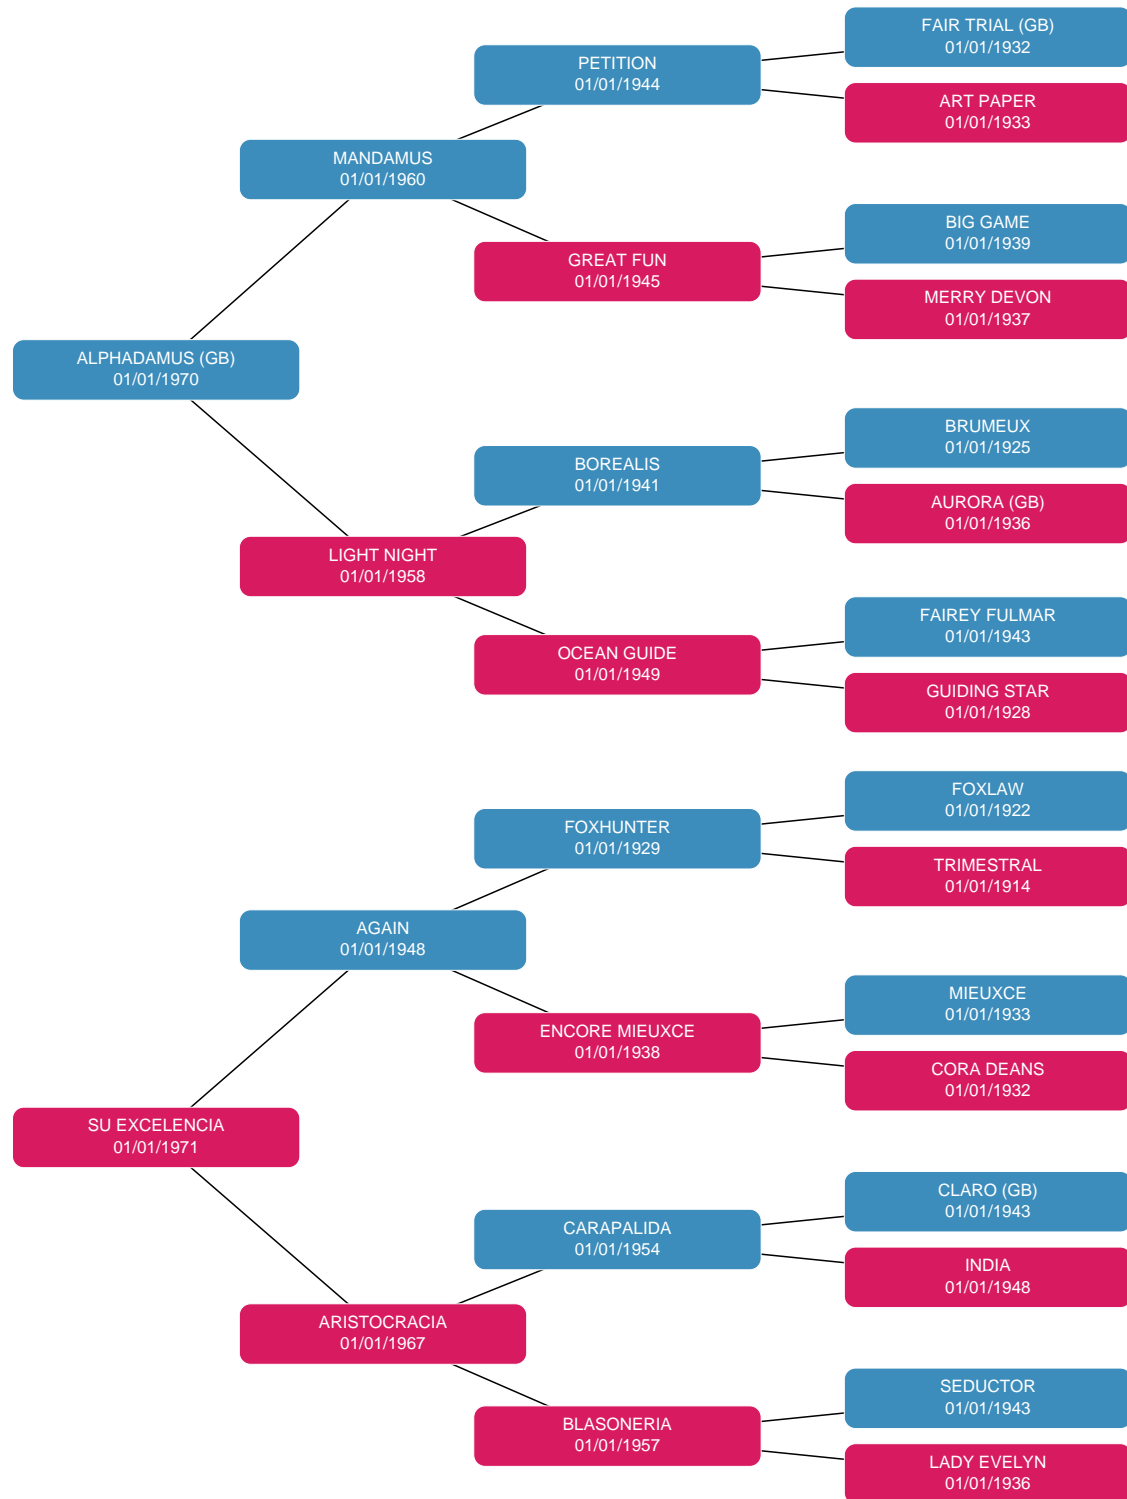 FAIR TRIAL (GB)
01/01/1932
PETITION
01/01/1944
ART PAPER
01/01/1933
MANDAMUS
01/01/1960
BIG GAME
01/01/1939
GREAT FUN
01/01/1945
MERRY DEVON
01/01/1937
ALPHADAMUS (GB)
01/01/1970
BRUMEUX
01/01/1925
BOREALIS
01/01/1941
AURORA (GB)
01/01/1936
LIGHT NIGHT
01/01/1958
FAIREY FULMAR
01/01/1943
OCEAN GUIDE
01/01/1949
GUIDING STAR
01/01/1928
FOXLAW
01/01/1922
FOXHUNTER
01/01/1929
TRIMESTRAL
01/01/1914
AGAIN
01/01/1948
MIEUXCE
01/01/1933
ENCORE MIEUXCE
01/01/1938
CORA DEANS
01/01/1932
SU EXCELENCIA
01/01/1971
CLARO (GB)
01/01/1943
CARAPALIDA
01/01/1954
INDIA
01/01/1948
ARISTOCRACIA
01/01/1967
SEDUCTOR
01/01/1943
BLASONERIA
01/01/1957
LADY EVELYN
01/01/1936